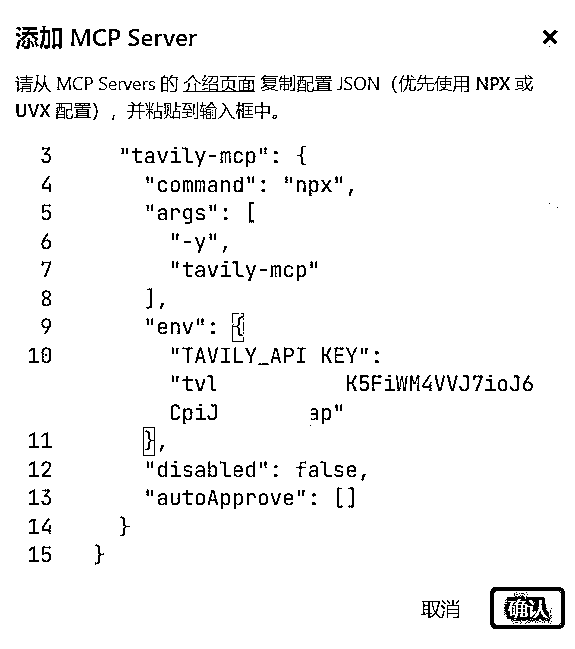 添加 MCP Server ×
请从 MCP Servers 的 介绍页面 复制配置 JSON（优先使用 NPX 或
UVX 配置），并粘贴到输入框中。
3 "tavily-mcp": {
4 "command": "npx",
5 "args": [
6 "-y",
7 "tavily-mcp"
8 ],
9 "env": {
10 "TAVILY_API KEY":
"tvl K5FiWM4VVJ7ioJ6
CpiJ ap"
11 },
12 "disabled": false,
13 "autoApprove": []
14 }
15 }
取消 确认